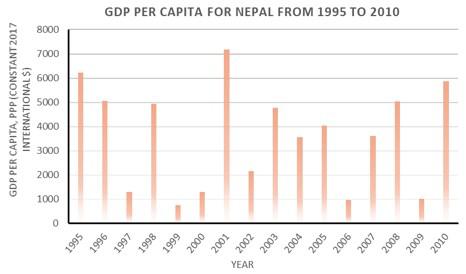 GDP PER CAPITA FOR NEPAL FROM 1995 TO 2010
GDP PER CAPITA, PPP (CONSTANT 2017
INTERNATIONAL$)
8000
7000
6000
5000
4000
3000
2000
1000
0
1995 1996 1997 1998 1999 2000 2001 2002 2003 2004 2005 2006 2007 2008 2009 2010
YEAR